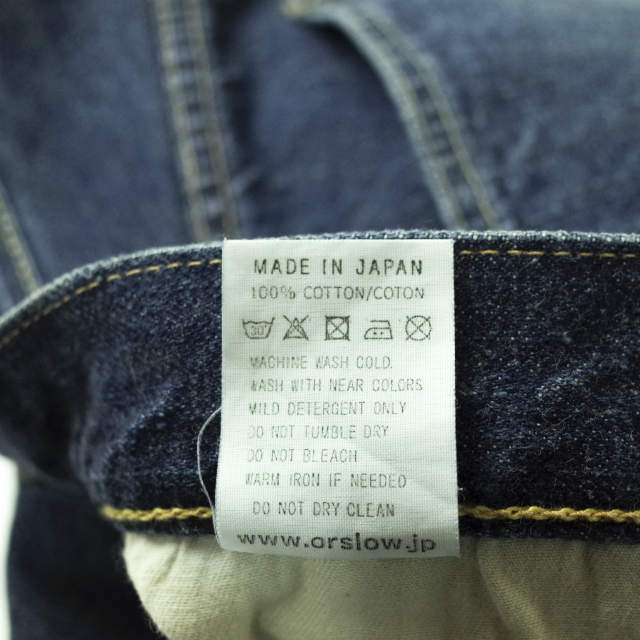 MADE IN JAPAN
100% COTTON/COTON
30
MACHINE WASH COLD.
WASH WITH NEAR COLORS
MILD DETERGENT ONLY
DO NOT TUMBLE DRY
DO NOT BLEACH
WARM IRON IF NEEDED
DO NOT DRY CLEAN
www.orslow.jp